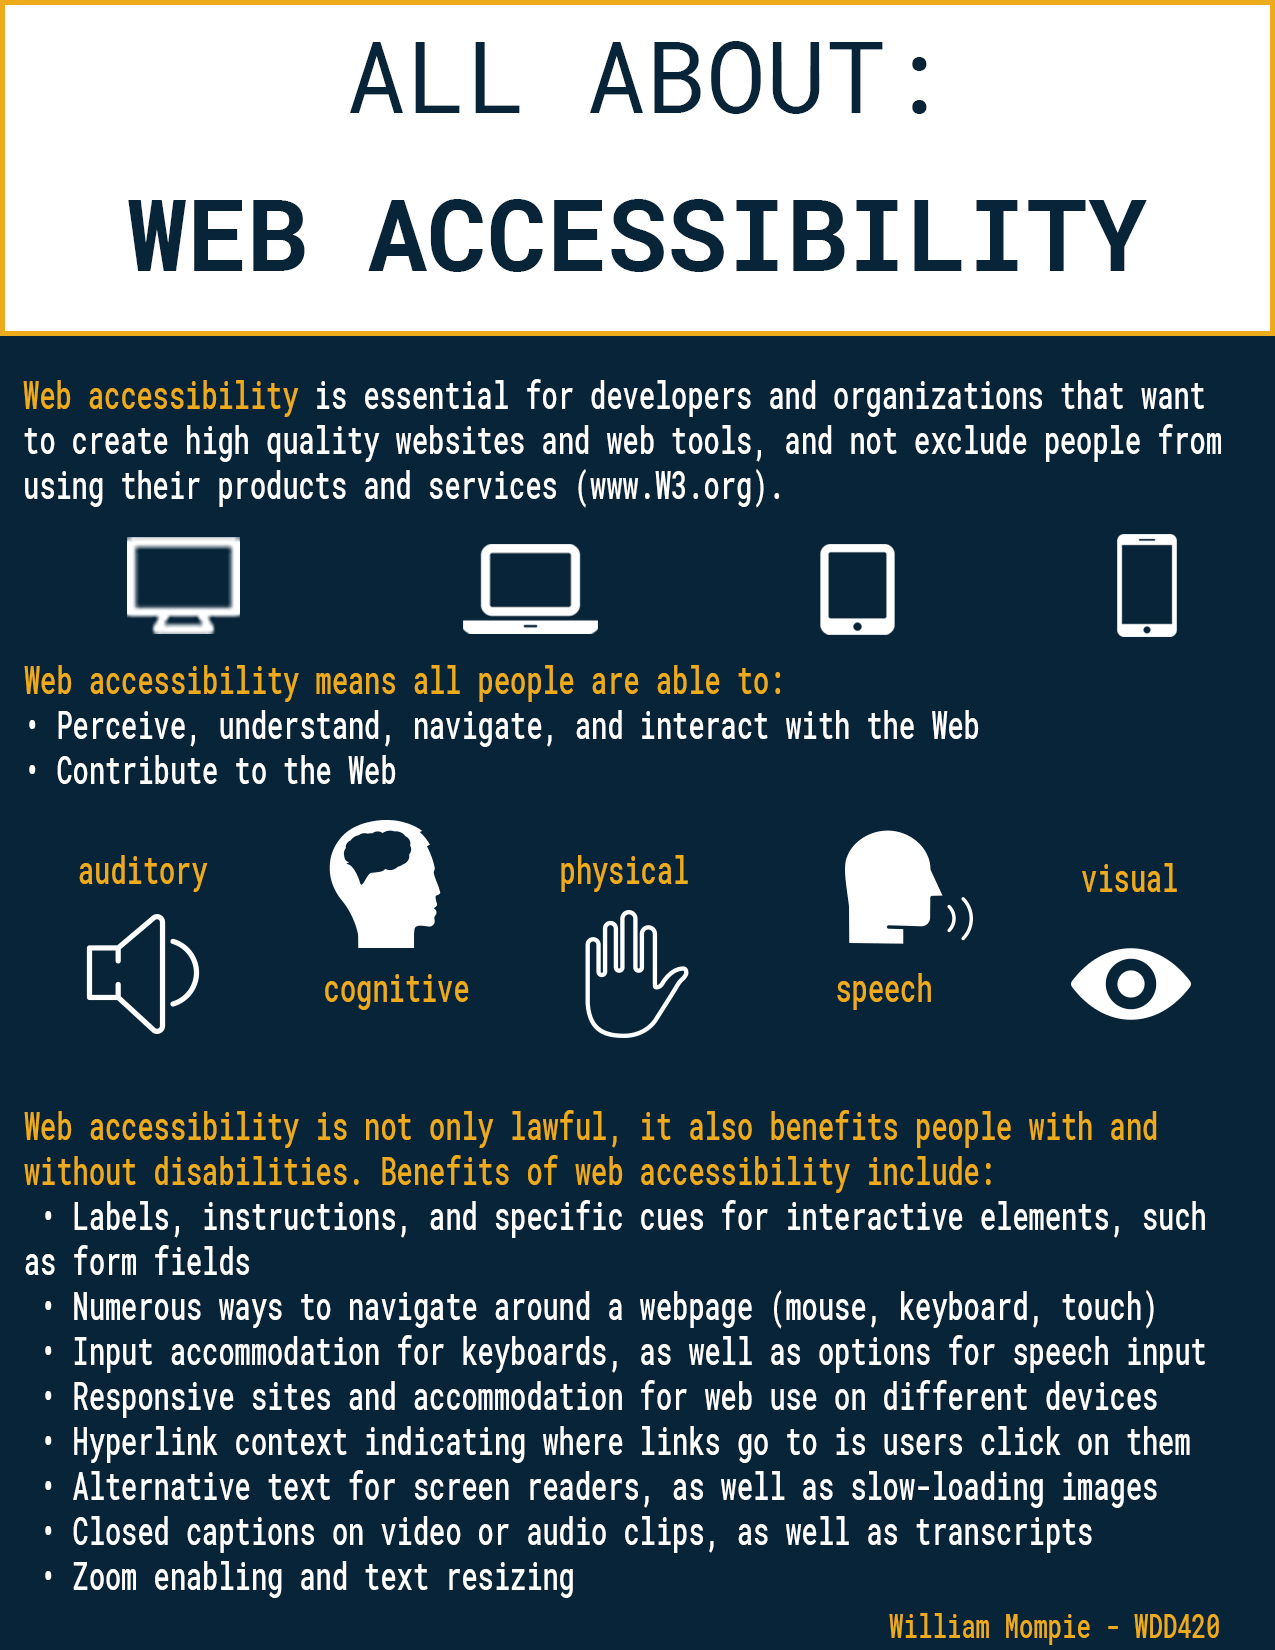 ALL ABOUT:
WEB ACCESSIBILITY
Web accessibility is essential for developers and organizations that want
to create high quality websites and web tools, and not exclude people from
using their products and services (www.W3.org).
Web accessibility means all people are able to:
• Perceive, understand, navigate, and interact with the Web
• Contribute to the Web
auditory
cognitive
physical
speech
visual
Web accessibility is not only lawful, it also benefits people with and
without disabilities. Benefits of web accessibility include:
• Labels, instructions, and specific cues for interactive elements, such
as form fields
• Numerous ways to navigate around a webpage (mouse, keyboard, touch)
• Input accommodation for keyboards, as well as options for speech input
• Responsive sites and accommodation for web use on different devices
• Hyperlink context indicating where links go to is users click on them
• Alternative text for screen readers, as well as slow-loading images
• Closed captions on video or audio clips, as well as transcripts
• Zoom enabling and text resizing
William Mompie - WDD420